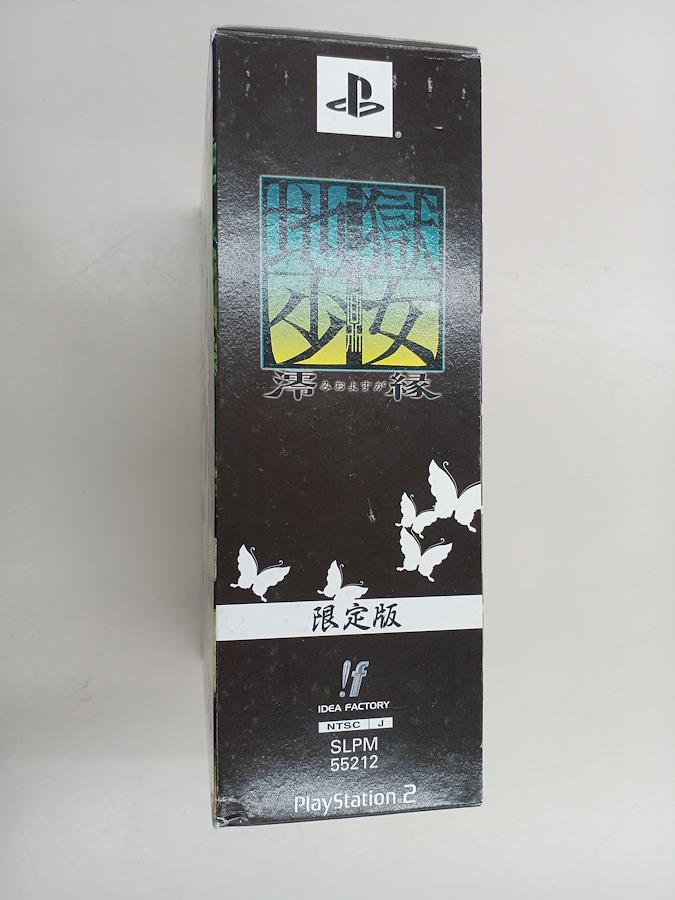 ®
地獄
少女
澪 みおよすが 縁
限定版
!f
IDEA FACTORY
NTSC J
SLPM
55212
PlayStation 2